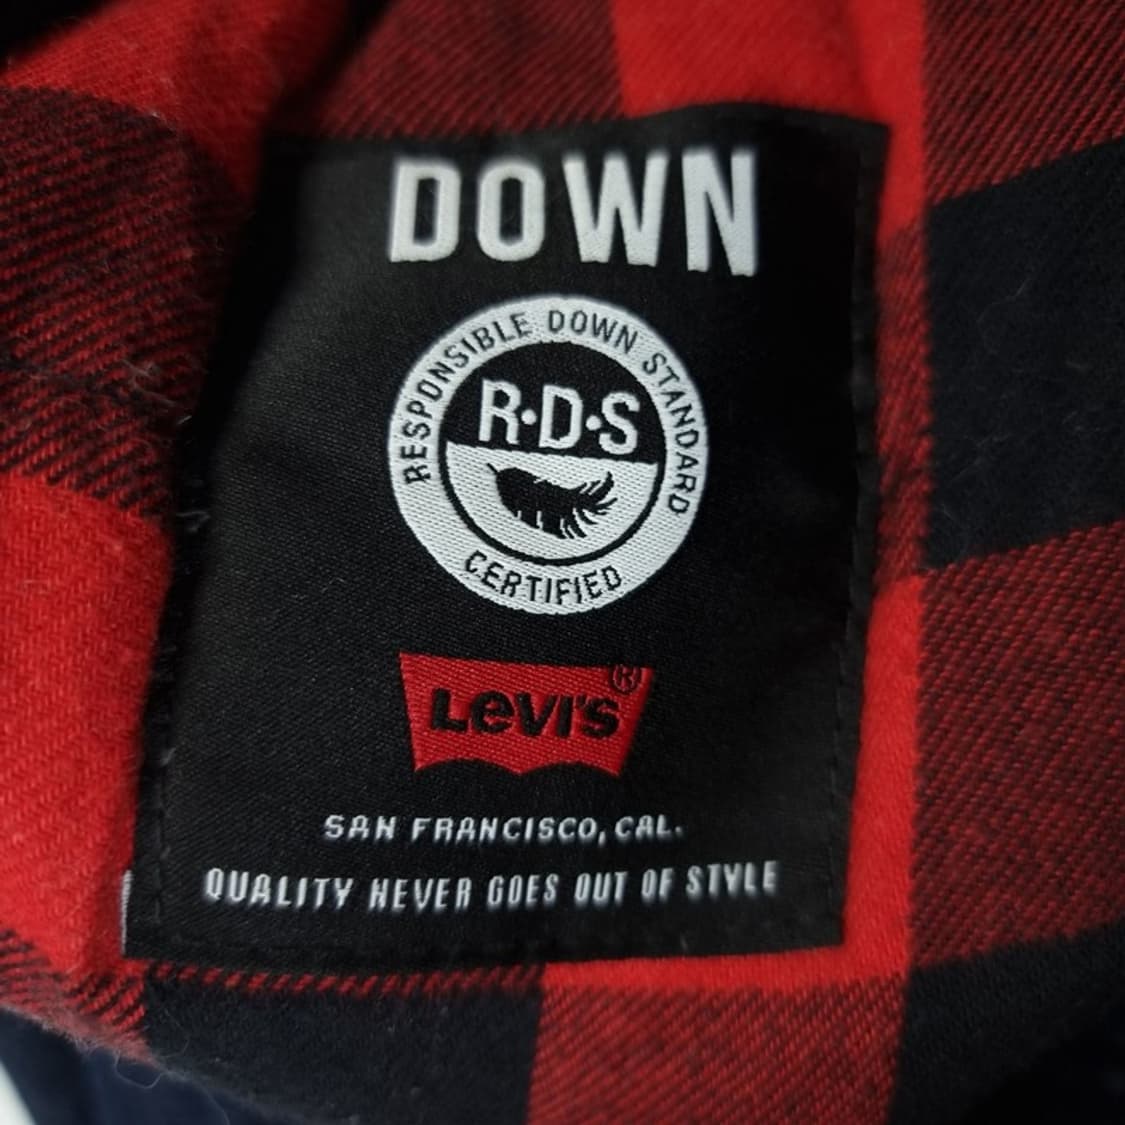 DOWN
RESPONSIBLE DOWN STANDARD
R·D·S
CERTIFIED
Levi's®
SAN FRANCISCO, CAL.
QUALITY NEVER GOES OUT OF STYLE